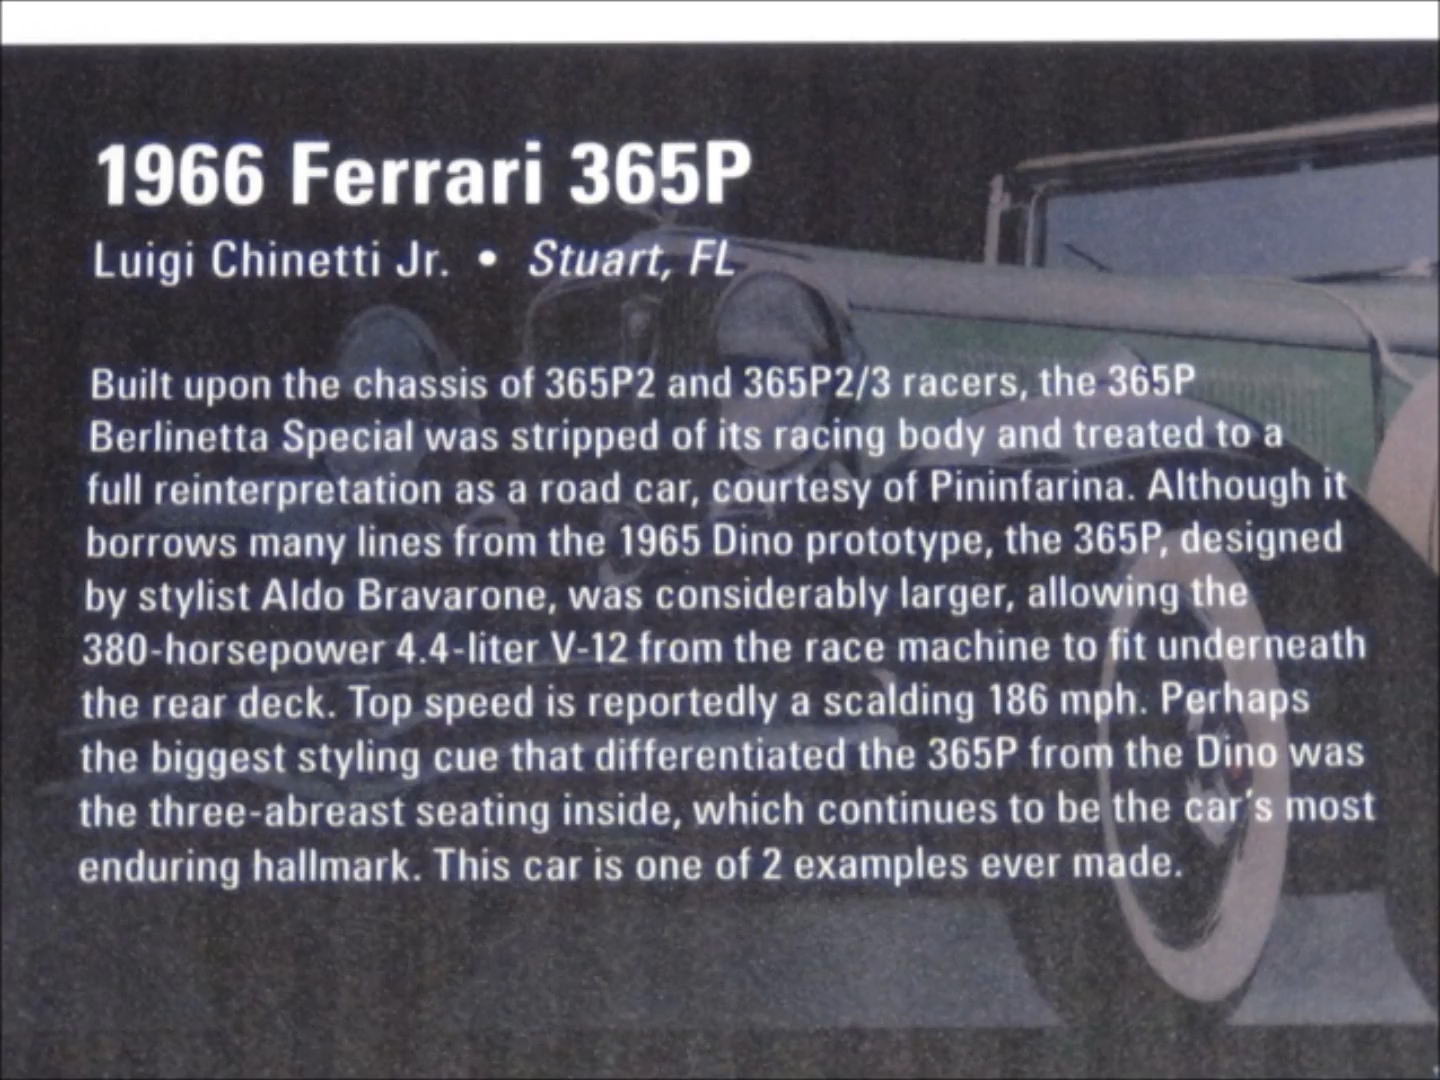 1966 Ferrari 365P
Luigi Chinetti Jr. • Stuart, FL
Built upon the chassis of 365P2 and 365P2/3 racers, the 365P
Berlinetta Special was stripped of its racing body and treated to a
full reinterpretation as a road car, courtesy of Pininfarina. Although it
borrows many lines from the 1965 Dino prototype, the 365P, designed
by stylist Aldo Bravarone, was considerably larger, allowing the
380-horsepower 4.4-liter V-12 from the race machine to fit underneath
the rear deck. Top speed is reportedly a scalding 186 mph. Perhaps
the biggest styling cue that differentiated the 365P from the Dino was
the three-abreast seating inside, which continues to be the car's most
enduring hallmark. This car is one of 2 examples ever made.